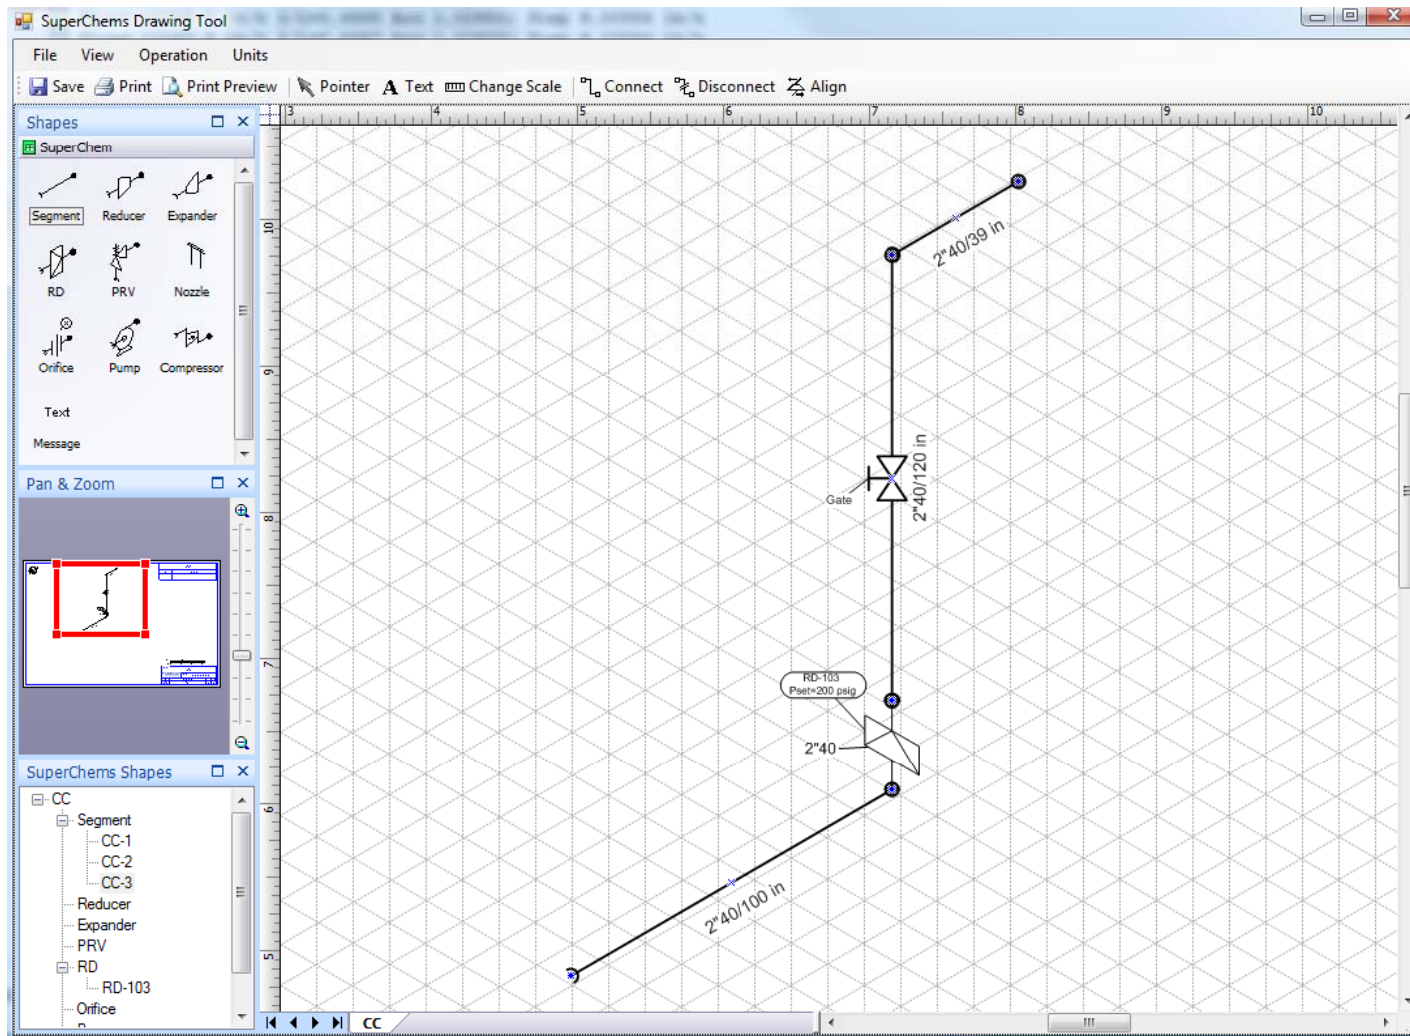 SuperChems Drawing Tool
File View Operation Units
Save Print Print Preview Pointer A Text Change Scale Connect Disconnect Align
Shapes
SuperChem
Segment Reducer Expander
RD PRV Nozzle
Orifice Pump Compressor
Text
Message
Pan & Zoom
SuperChems Shapes
CC
Segment
CC-1
CC-2
CC-3
Reducer
Expander
PRV
RD
RD-103
Orifice
3 4 5 6 7 8 9 10
10
9
8
7
6
5
2"40/39 in
Gate
2"40/120 in
RD-103
Pset=200 psig
2"40
2"40/100 in
CC